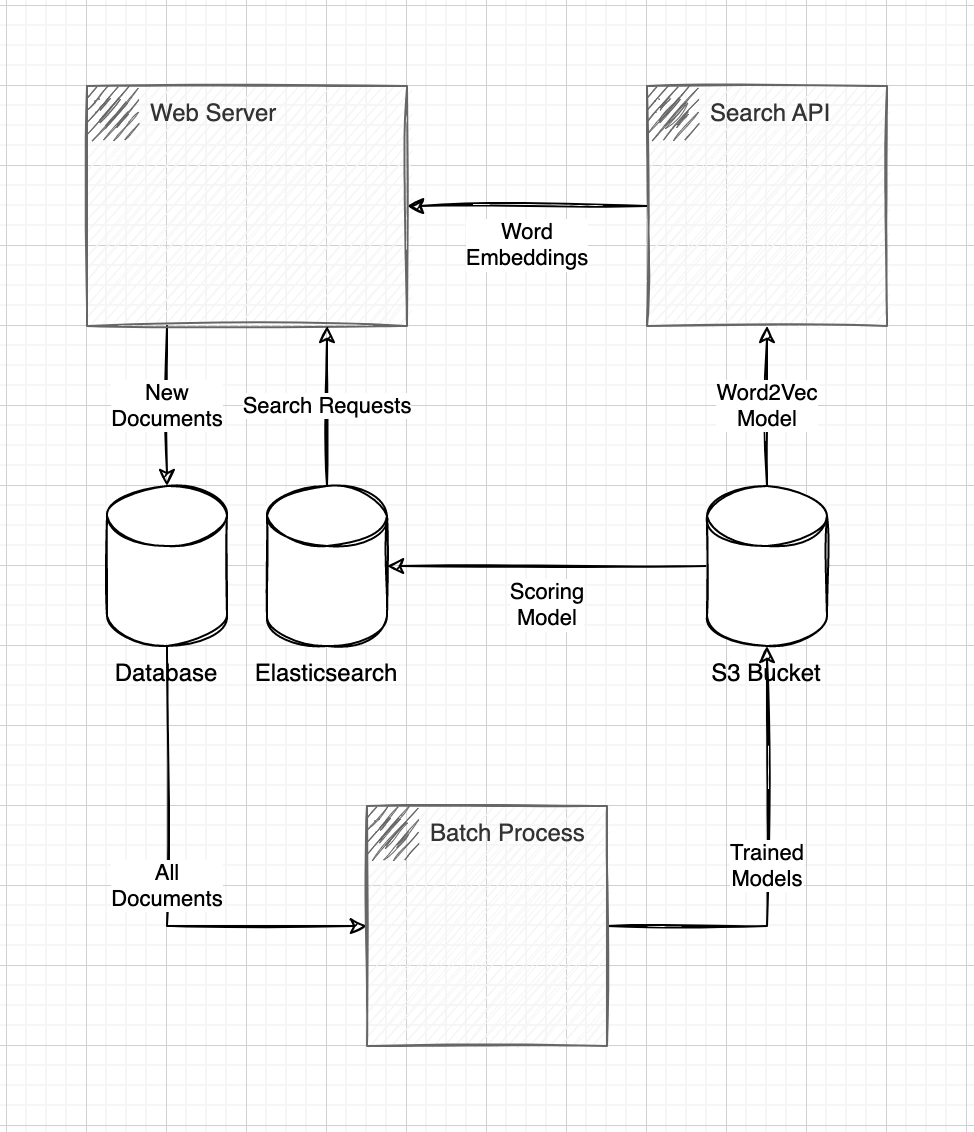 Web Server
Search API
Word
Embeddings
New
Documents
Search Requests
Word2Vec
Model
Scoring
Model
Database
Elasticsearch
S3 Bucket
Batch Process
All
Documents
Trained
Models